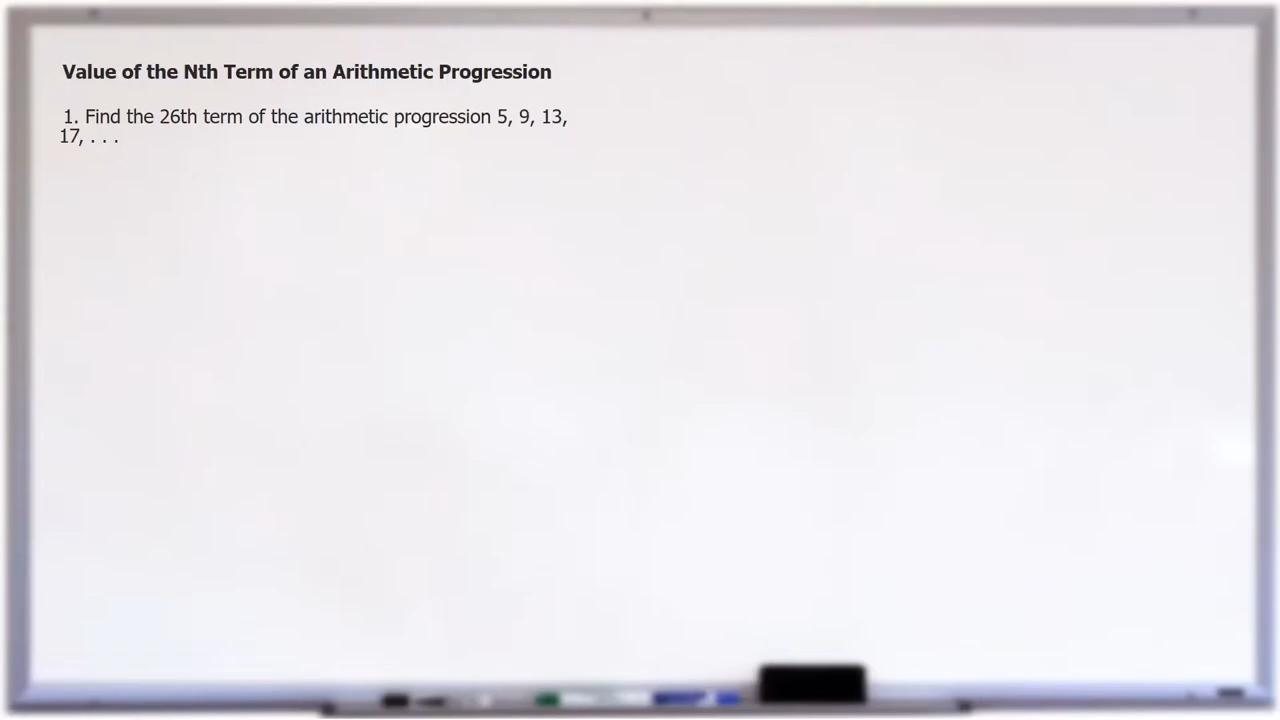 Value of the Nth Term of an Arithmetic Progression
1. Find the 26th term of the arithmetic progression 5, 9, 13,
17, . . .